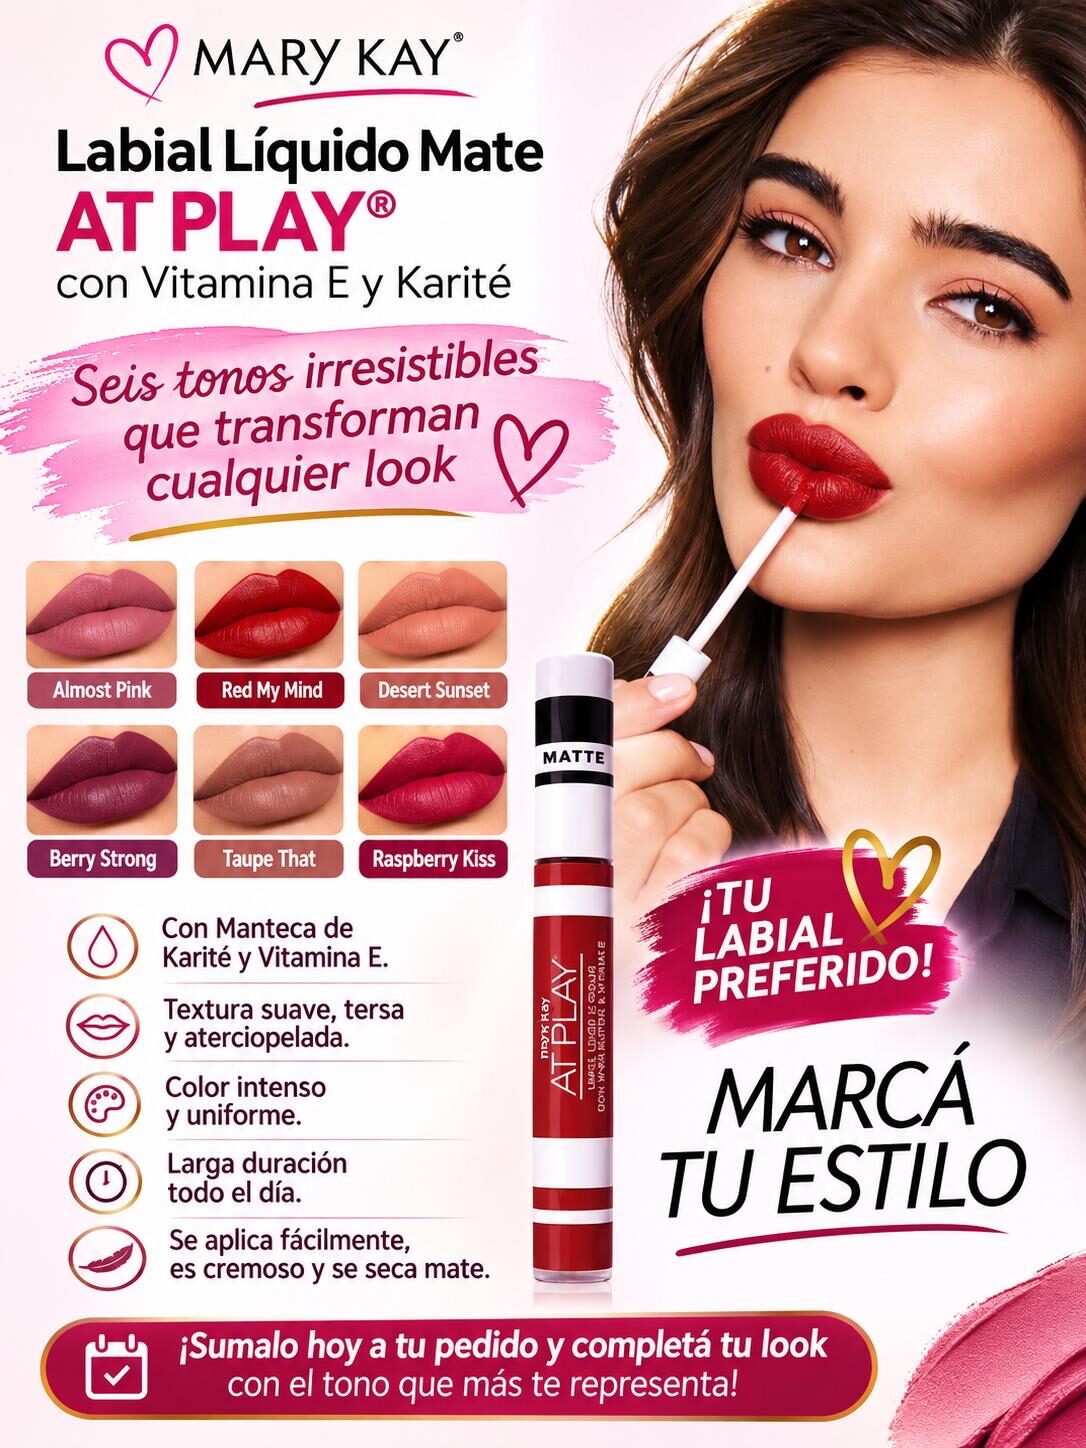 MARY KAY®
Labial Líquido Mate
AT PLAY®
con Vitamina E y Karité
Seis tonos irresistibles
que transforman
cualquier look
Almost Pink
Red My Mind
Desert Sunset
Berry Strong
Taupe That
Raspberry Kiss
Con Manteca de
Karité y Vitamina E.
Textura suave, tersa
y aterciopelada.
Color intenso
y uniforme.
Larga duración
todo el día.
Se aplica fácilmente,
es cremoso y se seca mate.
MATTE
AT PLAY
¡TU
LABIAL
PREFERIDO!
MARCÁ
TU ESTILO
¡Sumalo hoy a tu pedido y completá tu look
con el tono que más te representa!